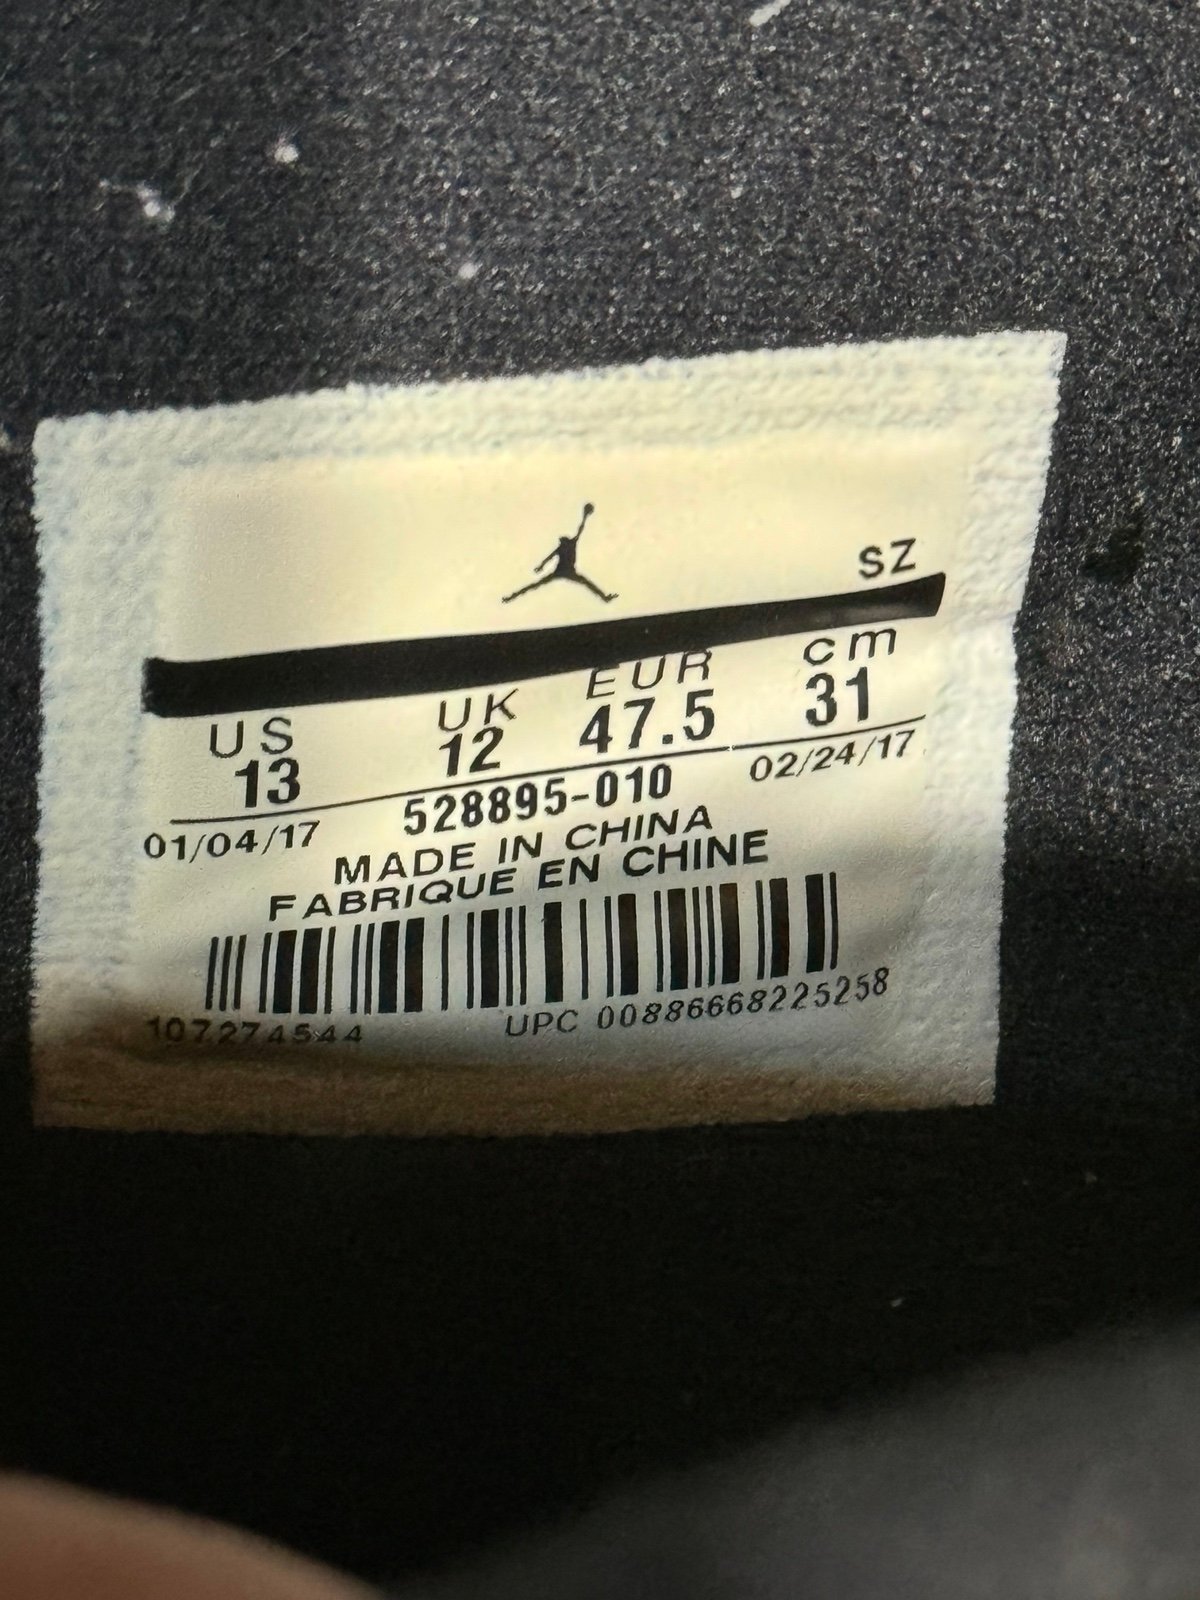 SZ
US UK EUR cm
13 12 47.5 31
01/04/17 528895-010 02/24/17
MADE IN CHINA
FABRIQUE EN CHINE
107274544 UPC 00886668225258